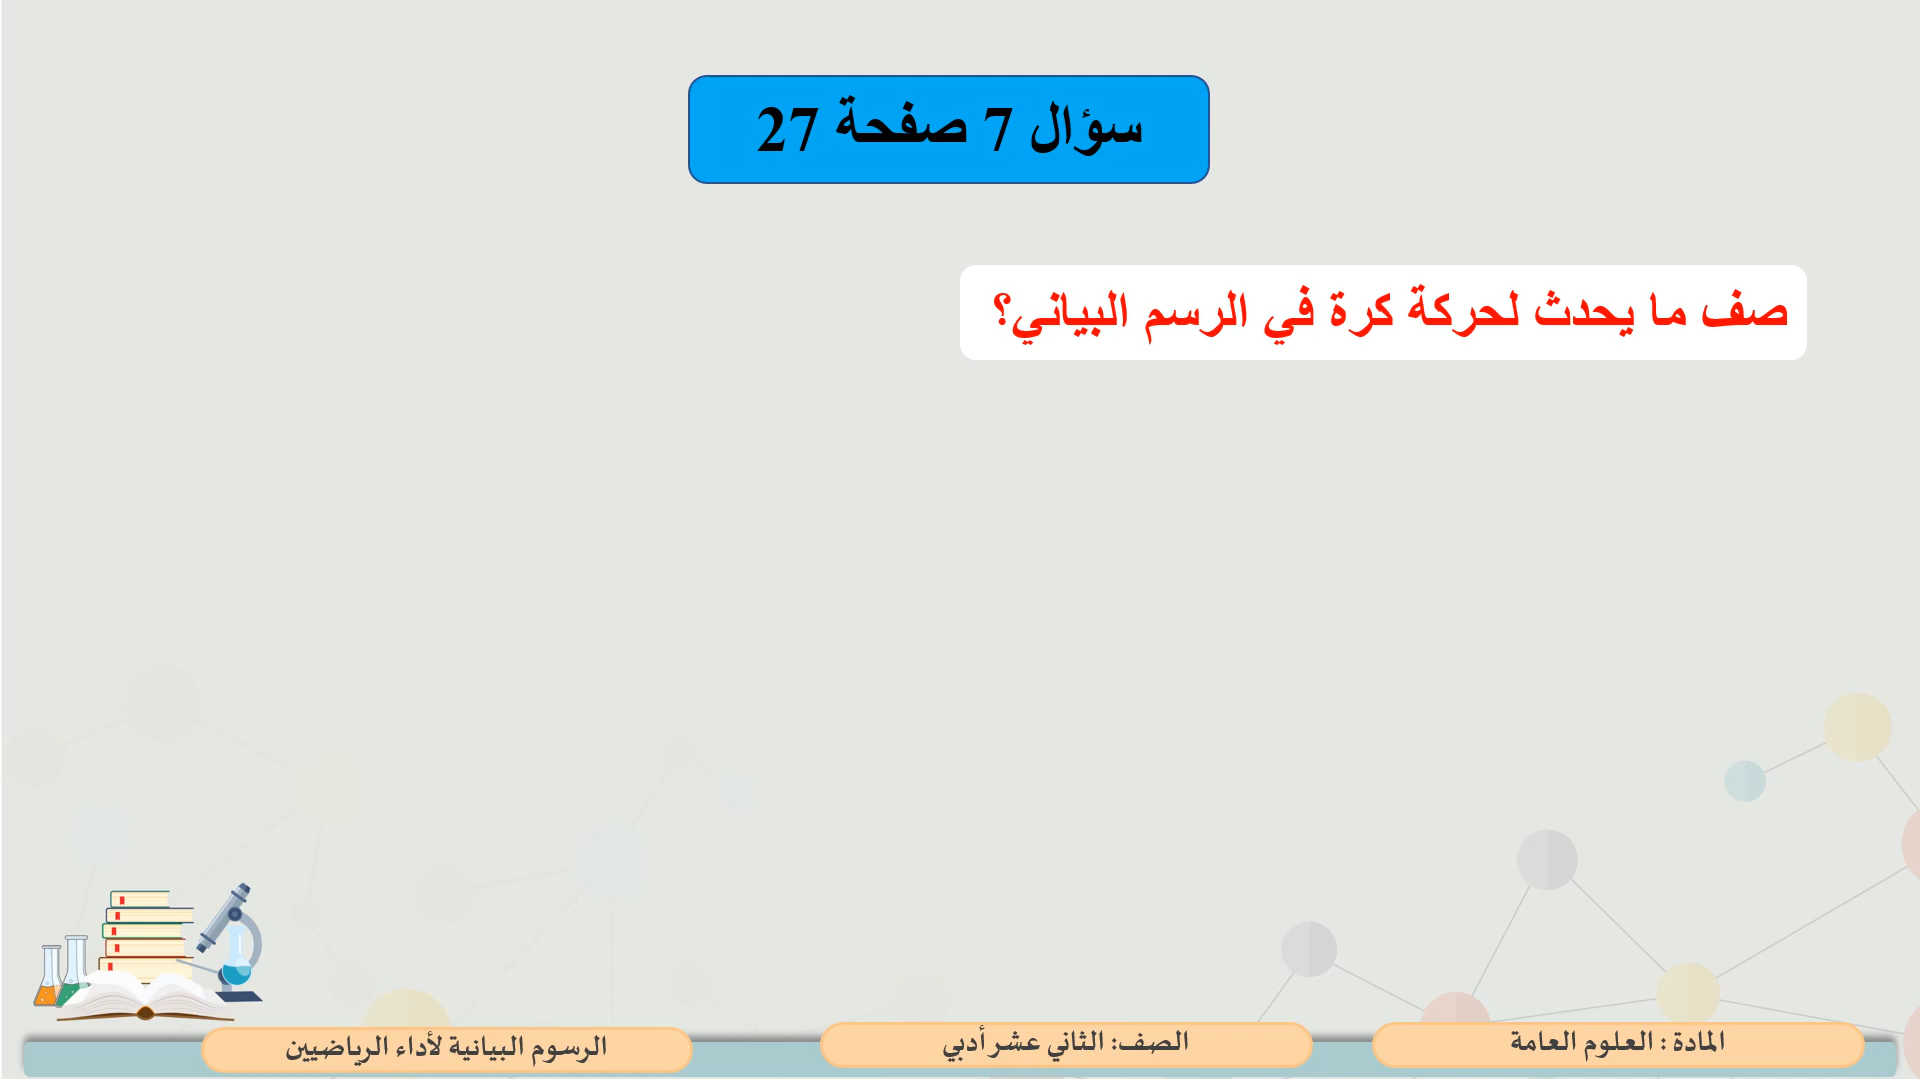 سؤال 7 صفحة 27
صف ما يحدث لحركة كرة في الرسم البياني؟
المادة : العلوم العامة
الصف: الثاني عشر أدبي
الرسوم البيانية لأداء الرياضيين